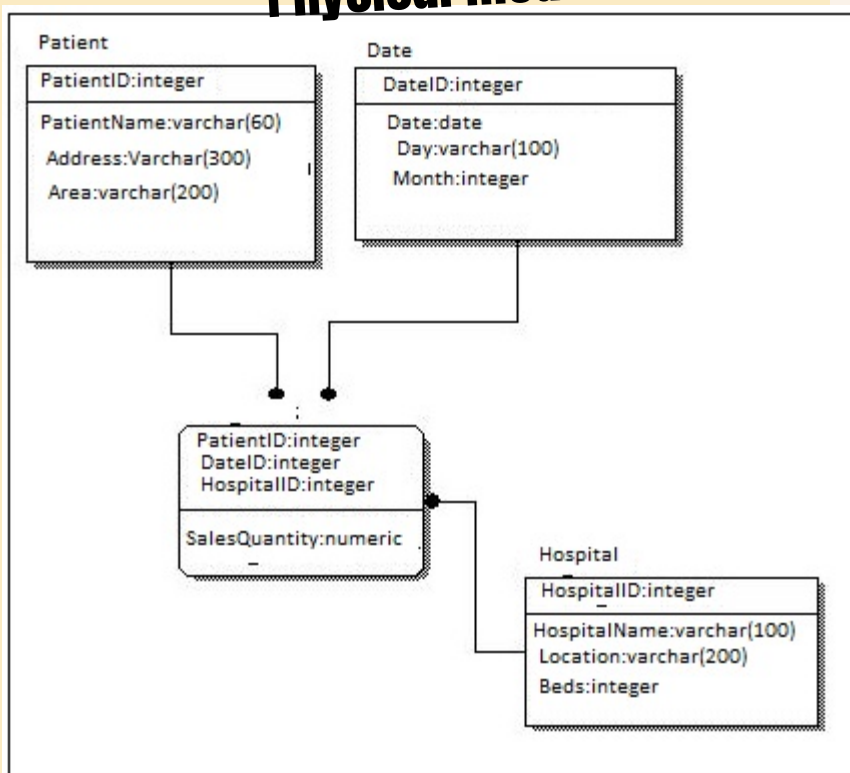 Patient
PatientID:integer
PatientName:varchar(60)
Address:Varchar(300)
Area:varchar(200)
Date
DateID:integer
Date:date
Day:varchar(100)
Month:integer
PatientID:integer
DateID:integer
HospitalID:integer
SalesQuantity:numeric
Hospital
HospitalID:integer
HospitalName:varchar(100)
Location:varchar(200)
Beds:integer